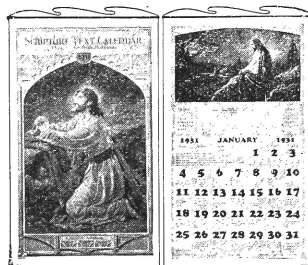 SCRIPTURE TEXT CALENDAR
1931 JANUARY 1931
1 2 3
4 5 6 7 8 9 10
11 12 13 14 15 16 17
18 19 20 21 22 23 24
25 26 27 28 29 30 31